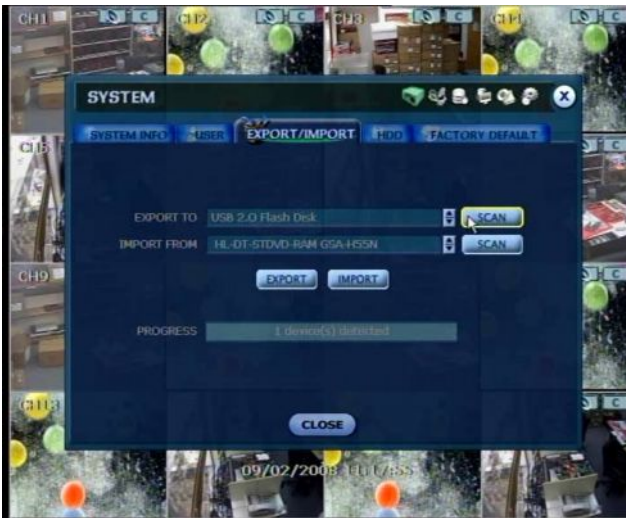 CH1 C CH2 C CH3 C CH4 C
SYSTEM X
SYSTEM INFO USER EXPORT/IMPORT HDD FACTORY DEFAULT
C
EXPORT TO USB 2.0 Flash Disk SCAN
IMPORT FROM HL-DT-STDVD-RAM GSA-H55N SCAN
CH9 C
EXPORT IMPORT
PROGRESS 1 device(s) detected
C
CLOSE
09/02/2008